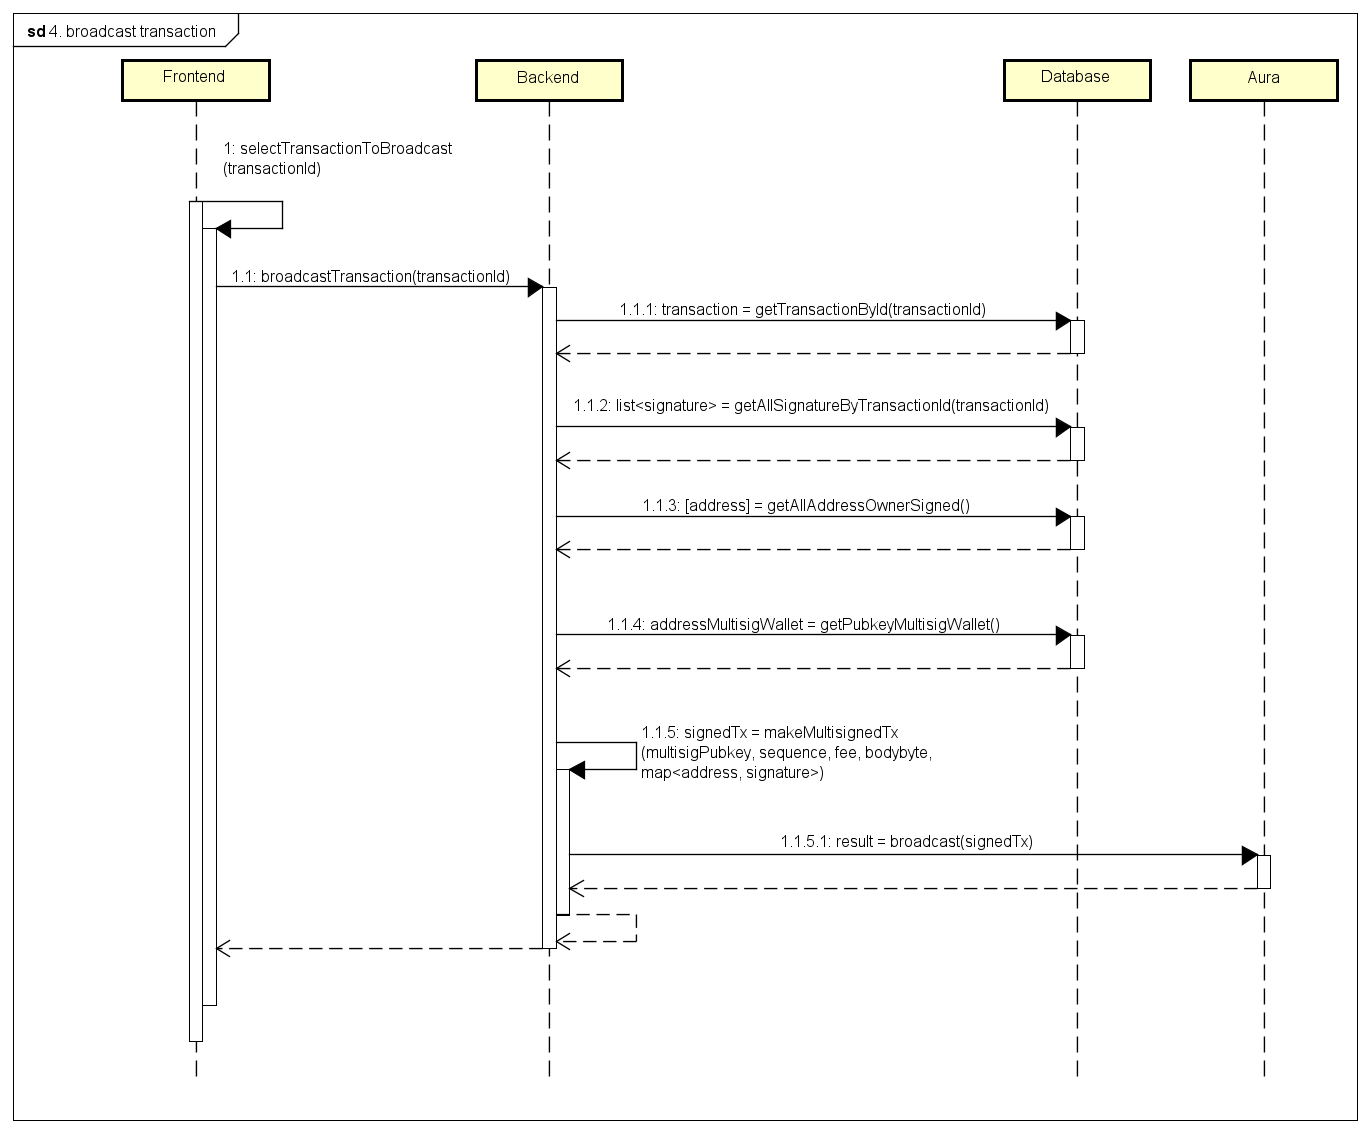 sd 4. broadcast transaction
Frontend
Backend
Database
Aura
1: selectTransactionToBroadcast
(transactionId)
1.1: broadcastTransaction(transactionId)
1.1.1: transaction = getTransactionById(transactionId)
1.1.2: list<signature> = getAllSignatureByTransactionId(transactionId)
1.1.3: [address] = getAllAddressOwnerSigned()
1.1.4: addressMultisigWallet = getPubkeyMultisigWallet()
1.1.5: signedTx = makeMultisignedTx
(multisigPubkey, sequence, fee, bodybyte,
map<address, signature>)
1.1.5.1: result = broadcast(signedTx)